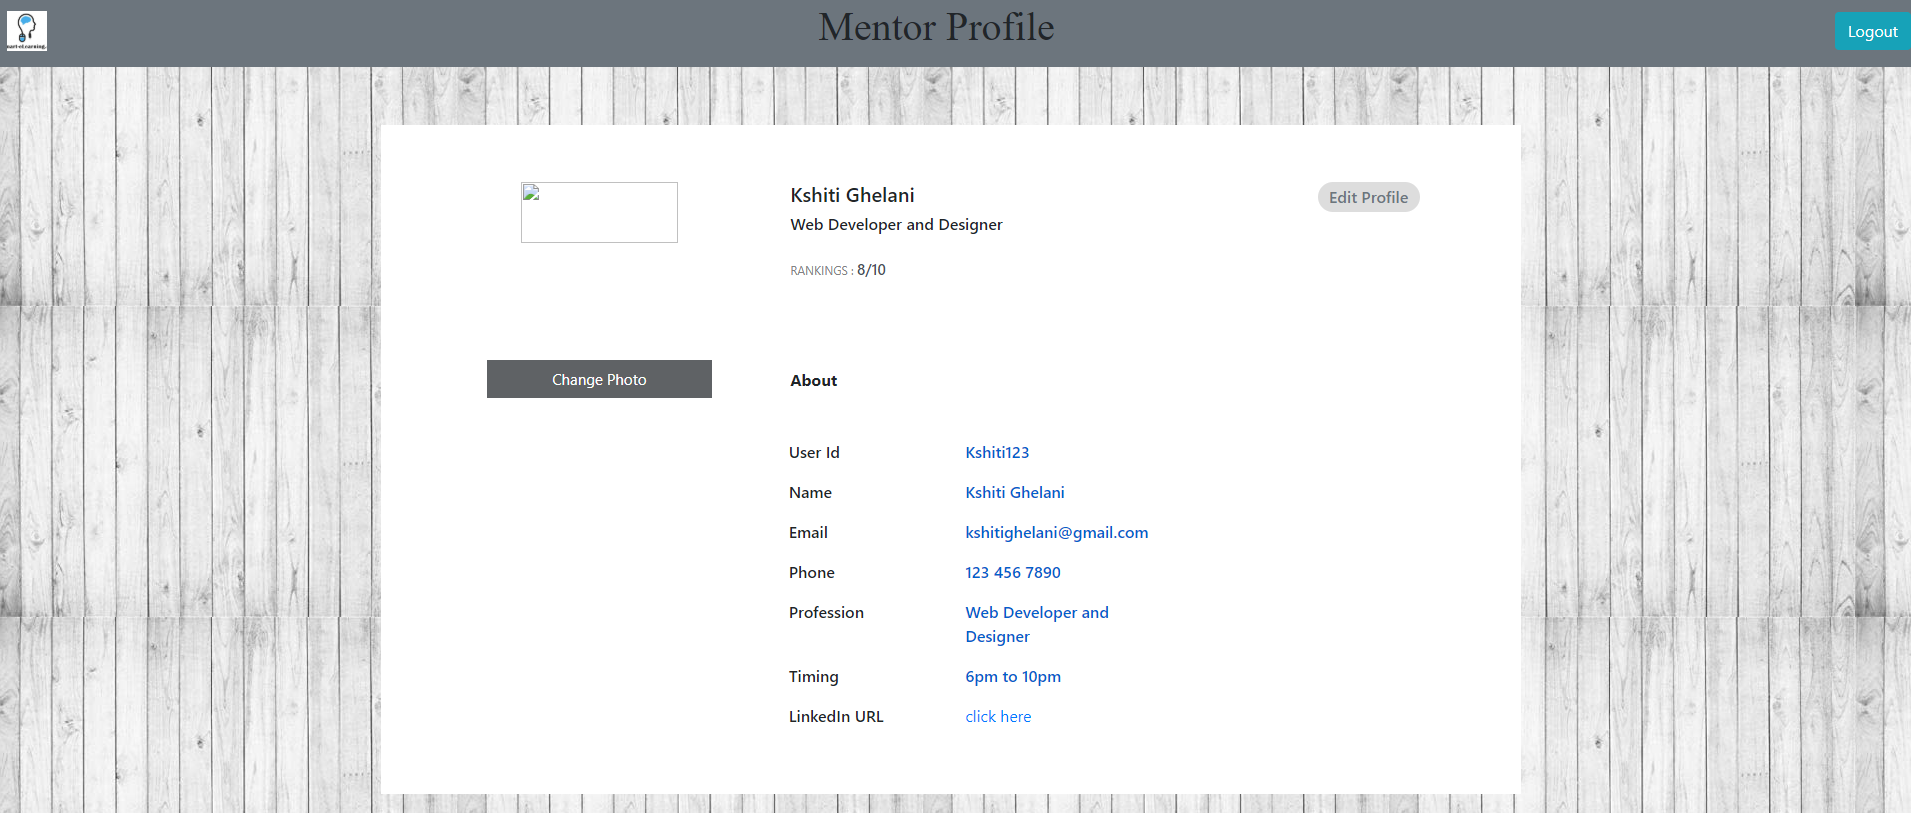 Mentor Profile
Logout
Kshiti Ghelani
Edit Profile
Web Developer and Designer
RANKINGS : 8/10
Change Photo
About
User Id Kshiti123
Name Kshiti Ghelani
Email kshitighelani@gmail.com
Phone 123 456 7890
Profession Web Developer and
Designer
Timing 6pm to 10pm
LinkedIn URL click here